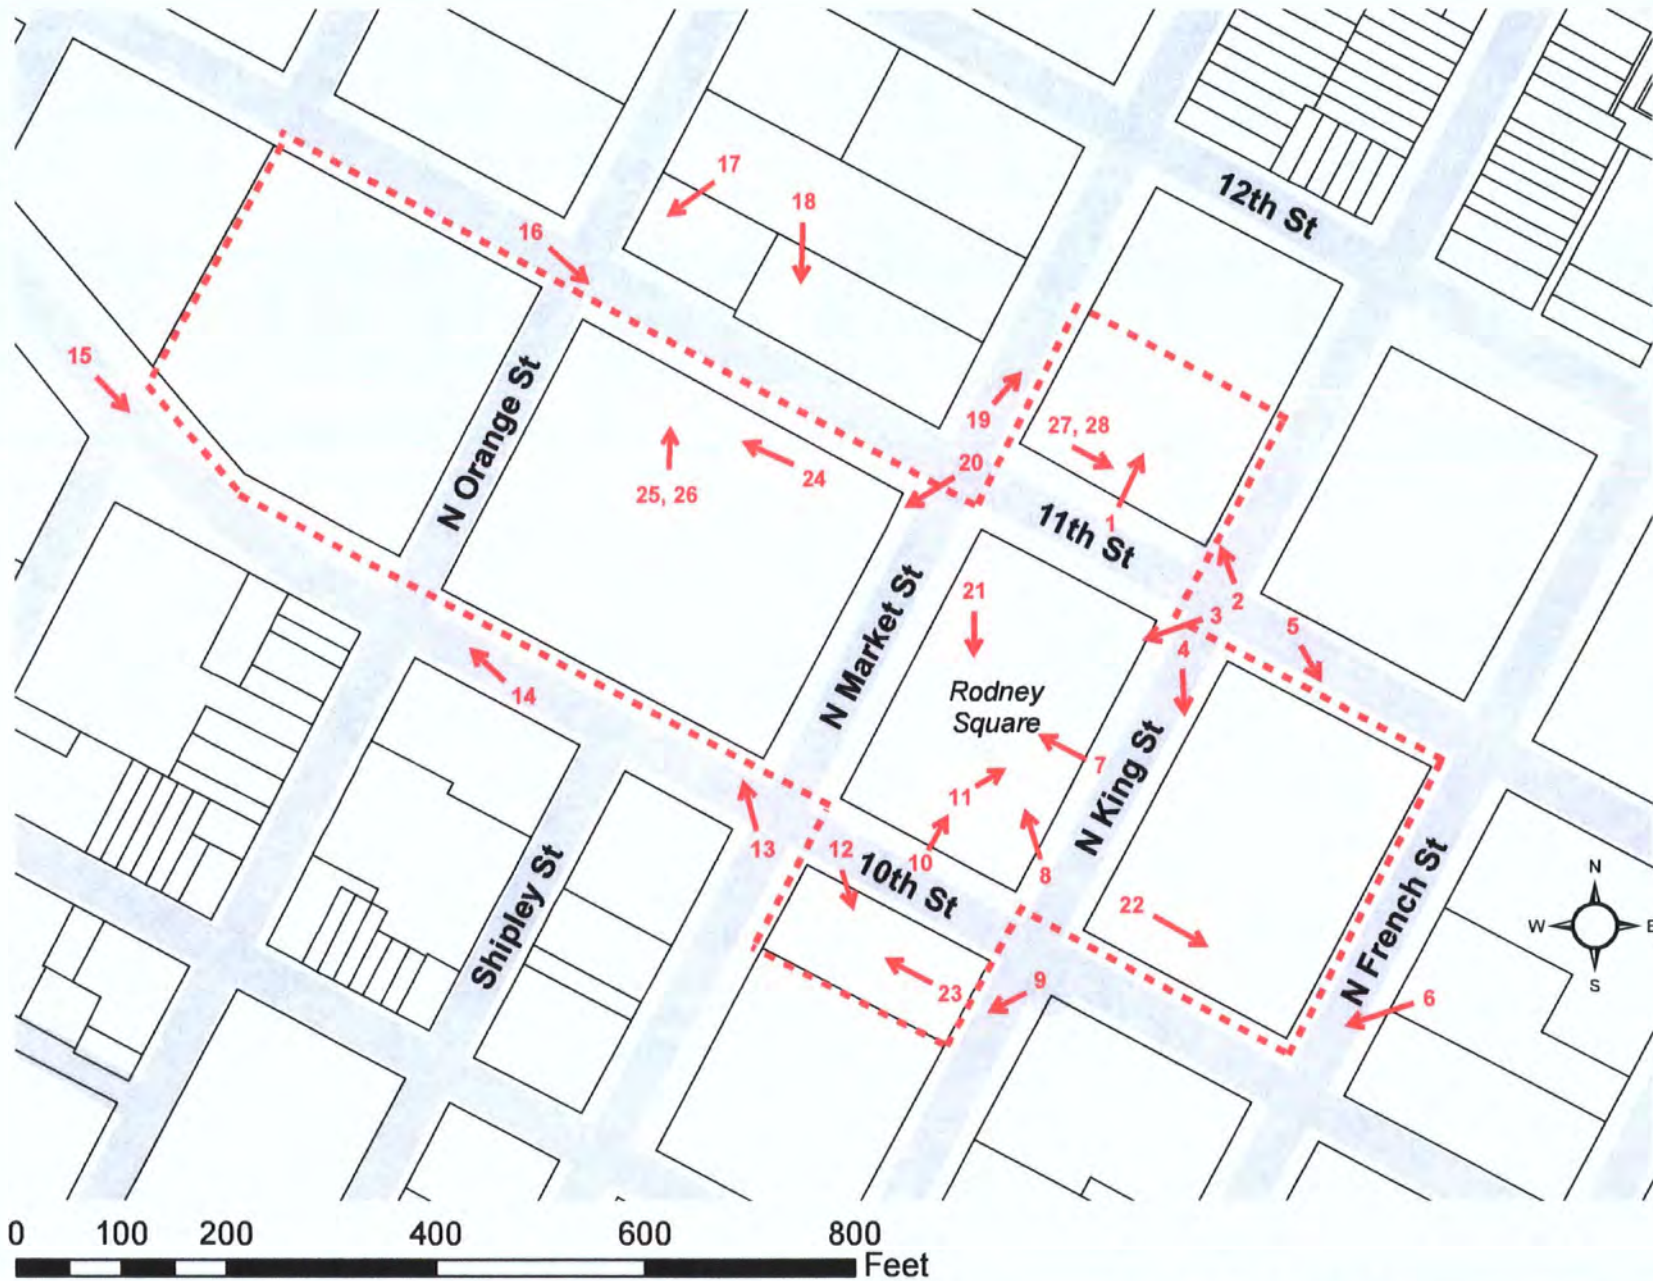 17
12th St
18
16
15
19
27, 28
N Orange St
20
24
25, 26
1
11th St
21
2
3
5
4
N Market St
14
Rodney
Square
7
N King St
11
13
12
10
10th St
8
N
W
E
S
22
Shipley St
N French St
23
9
6
0
100
200
400
600
800
Feet